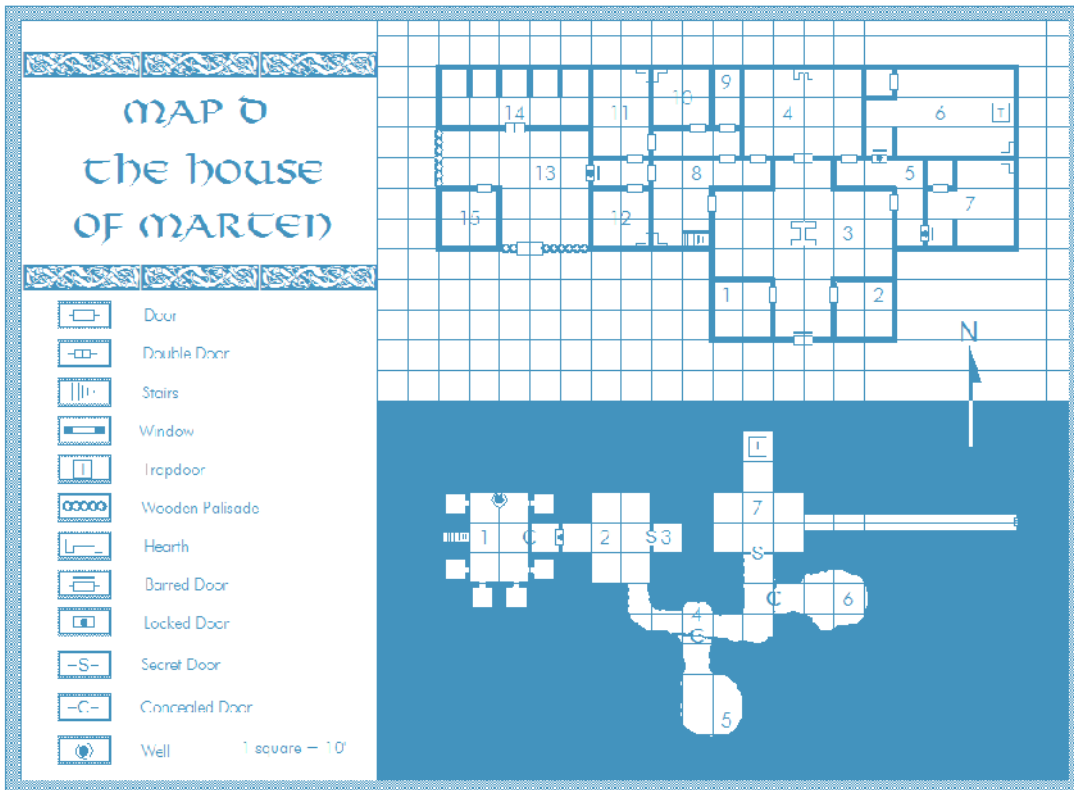 MAP D
THE HOUSE
OF MARTEN
Door
Double Door
Stairs
Window
Trapdoor
Wooden Palisade
Hearth
Barred Door
Locked Door
-S- Secret Door
-C- Concealed Door
Well 1 square = 10'
9
14 11 10 4 6 T
13 8 5
15 12 3 7
1 2
N
T
7
1 C 2 S 3
S
C 6
4
C
5